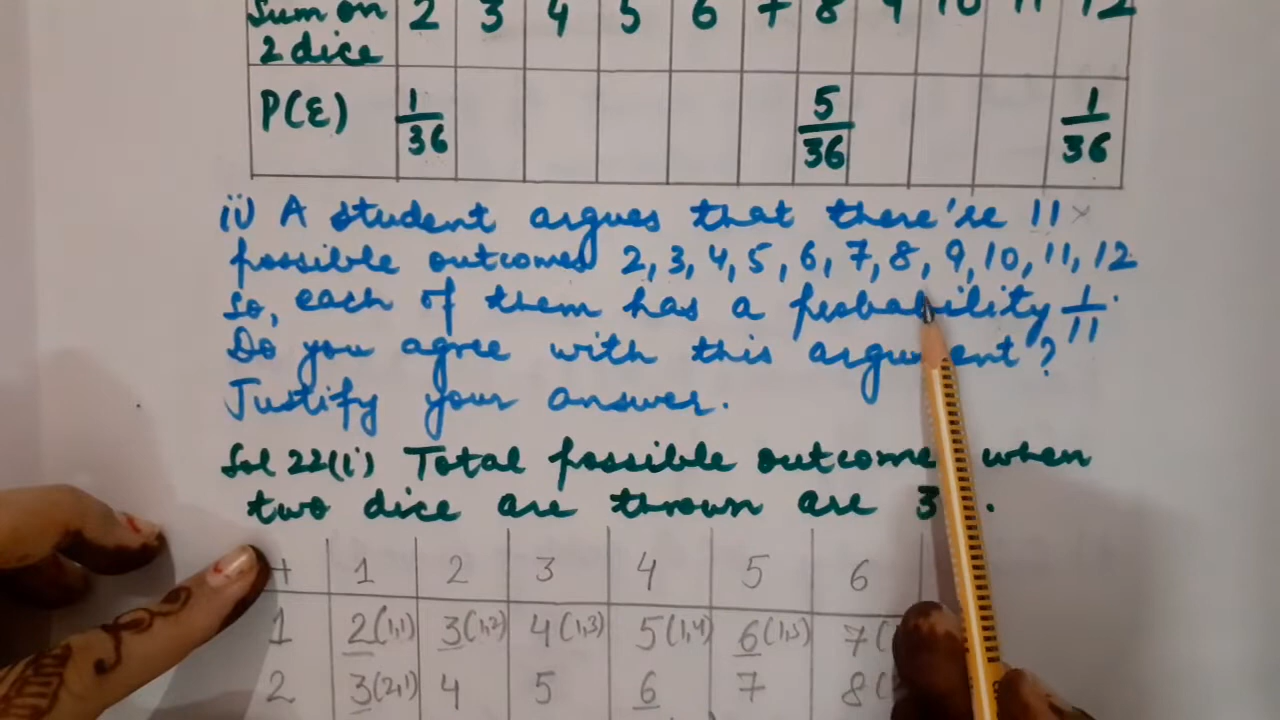 Sum on 2 3 4 5 6 7 8 9 10 11 12
2 dice
P(E) 1/36 5/36 1/36
ii) A student argues that there're 11
possible outcomes 2, 3, 4, 5, 6, 7, 8, 9, 10, 11, 12
So, each of them has a probability 1/11.
Do you agree with this argument?
Justify your answer.
Sol 22(i) Total possible outcome when
two dice are thrown are 3 .
+ 1 2 3 4 5 6
1 2(1,1) 3(1,2) 4(1,3) 5(1,4) 6(1,5) 7(
2 3(2,1) 4 5 6 7 8(